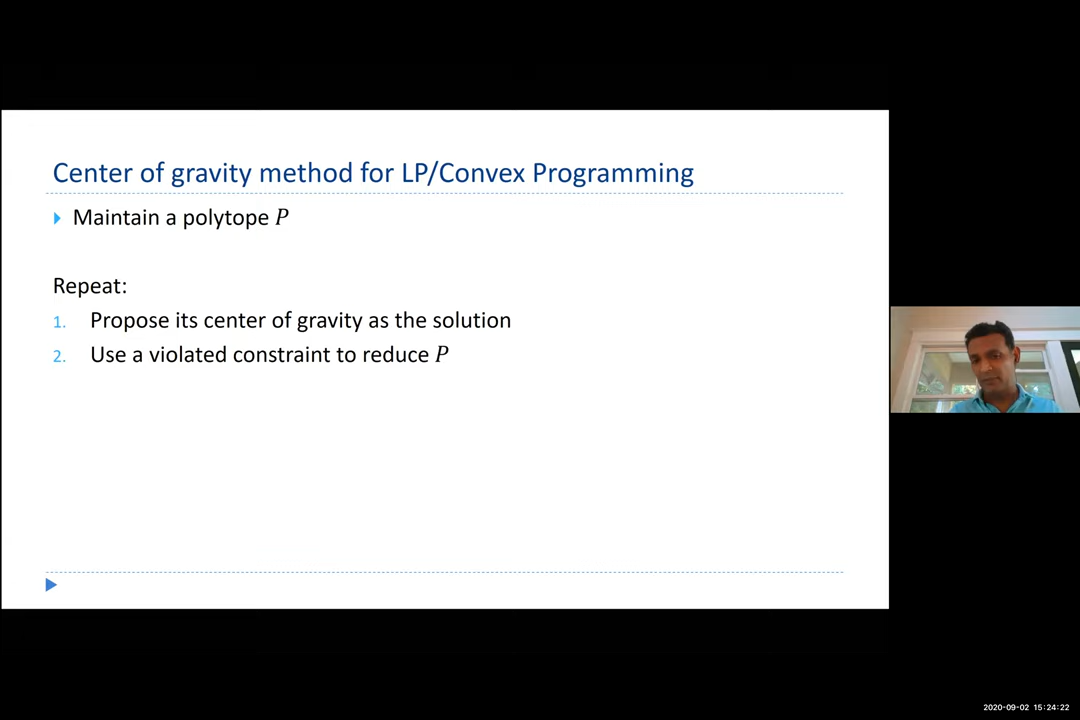 Center of gravity method for LP/Convex Programming
Maintain a polytope P
Repeat:
1. Propose its center of gravity as the solution
2. Use a violated constraint to reduce P
2020-09-02 15:24:22